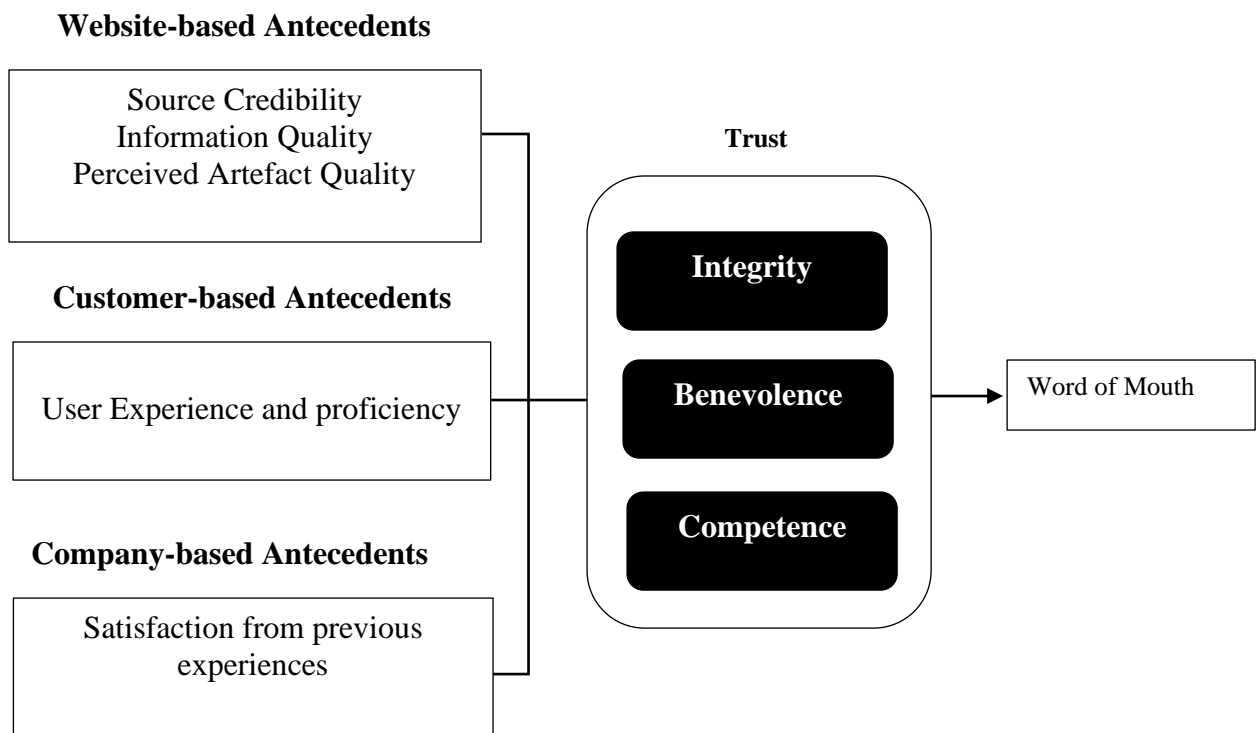 Website-based Antecedents
Source Credibility
Information Quality
Perceived Artefact Quality
Customer-based Antecedents
User Experience and proficiency
Company-based Antecedents
Satisfaction from previous
experiences
Trust
Integrity
Benevolence
Competence
Word of Mouth